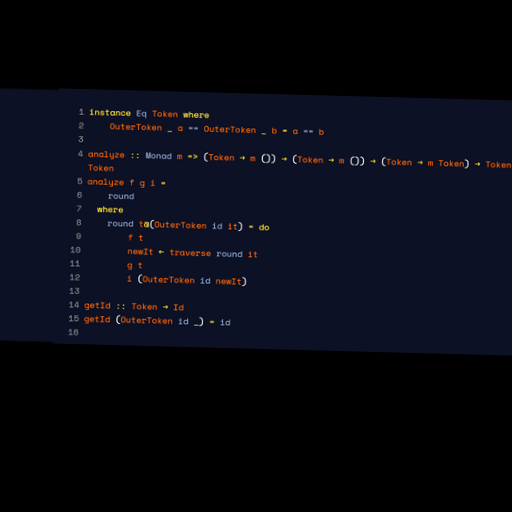 1 instance Eq Token where
2 OuterToken _ a == OuterToken _ b = a == b
3
4 analyze :: Monad m => (Token → m ()) → (Token → m ()) → (Token → m Token) → Token
Token
5 analyze f g i =
6 round
7 where
8 round t@(OuterToken id it) = do
9 f t
10 newIt ← traverse round it
11 g t
12 i (OuterToken id newIt)
13
14 getId :: Token → Id
15 getId (OuterToken id _) = id
16